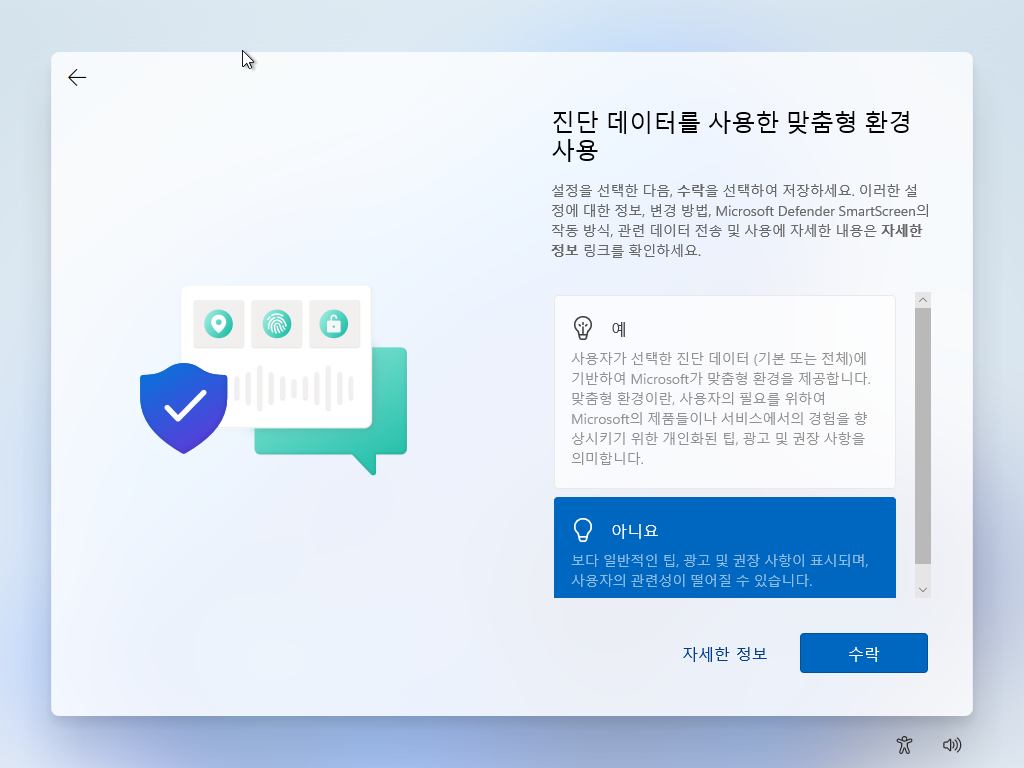 진단 데이터를 사용한 맞춤형 환경
사용
설정을 선택한 다음, 수락을 선택하여 저장하세요. 이러한 설
정에 대한 정보, 변경 방법, Microsoft Defender SmartScreen의
작동 방식, 관련 데이터 전송 및 사용에 자세한 내용은 자세한
정보 링크를 확인하세요.
예
사용자가 선택한 진단 데이터 (기본 또는 전체)에
기반하여 Microsoft가 맞춤형 환경을 제공합니다.
맞춤형 환경이란, 사용자의 필요를 위하여
Microsoft의 제품들이나 서비스에서의 경험을 향
상시키기 위한 개인화된 팁, 광고 및 권장 사항을
의미합니다.
아니요
보다 일반적인 팁, 광고 및 권장 사항이 표시되며,
사용자의 관련성이 떨어질 수 있습니다.
자세한 정보
수락